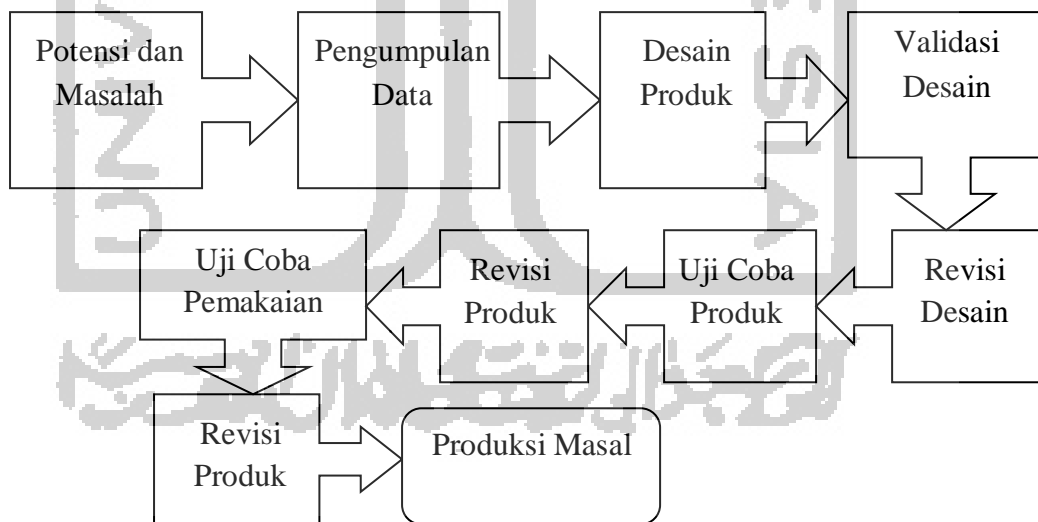 Potensi dan
Masalah
Pengumpulan
Data
Desain
Produk
Validasi
Desain
Revisi
Desain
Uji Coba
Produk
Revisi
Produk
Uji Coba
Pemakaian
Revisi
Produk
Produksi Masal